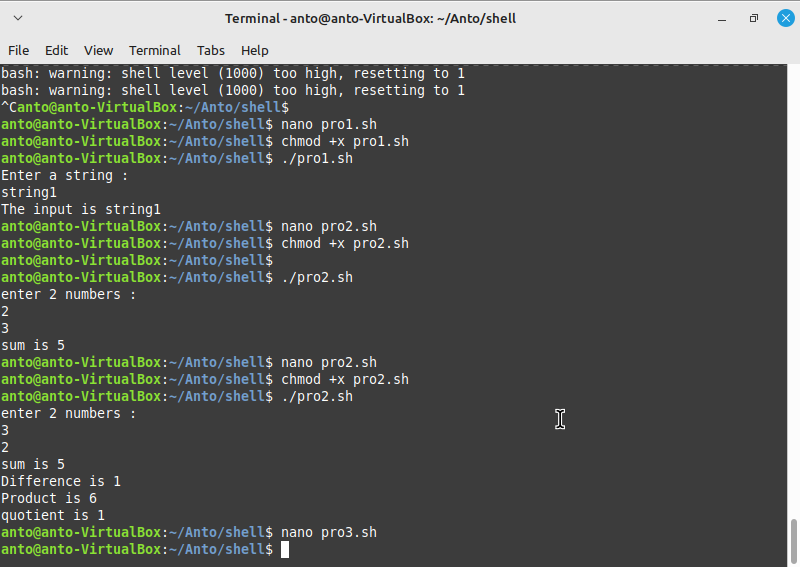 Terminal - anto@anto-VirtualBox: ~/Anto/shell
File Edit View Terminal Tabs Help
bash: warning: shell level (1000) too high, resetting to 1
bash: warning: shell level (1000) too high, resetting to 1
^Canto@anto-VirtualBox:~/Anto/shell$
anto@anto-VirtualBox:~/Anto/shell$ nano pro1.sh
anto@anto-VirtualBox:~/Anto/shell$ chmod +x pro1.sh
anto@anto-VirtualBox:~/Anto/shell$ ./pro1.sh
Enter a string :
string1
The input is string1
anto@anto-VirtualBox:~/Anto/shell$ nano pro2.sh
anto@anto-VirtualBox:~/Anto/shell$ chmod +x pro2.sh
anto@anto-VirtualBox:~/Anto/shell$
anto@anto-VirtualBox:~/Anto/shell$ ./pro2.sh
enter 2 numbers :
2
3
sum is 5
anto@anto-VirtualBox:~/Anto/shell$ nano pro2.sh
anto@anto-VirtualBox:~/Anto/shell$ chmod +x pro2.sh
anto@anto-VirtualBox:~/Anto/shell$ ./pro2.sh
enter 2 numbers :
3
2
sum is 5
Difference is 1
Product is 6
quotient is 1
anto@anto-VirtualBox:~/Anto/shell$ nano pro3.sh
anto@anto-VirtualBox:~/Anto/shell$